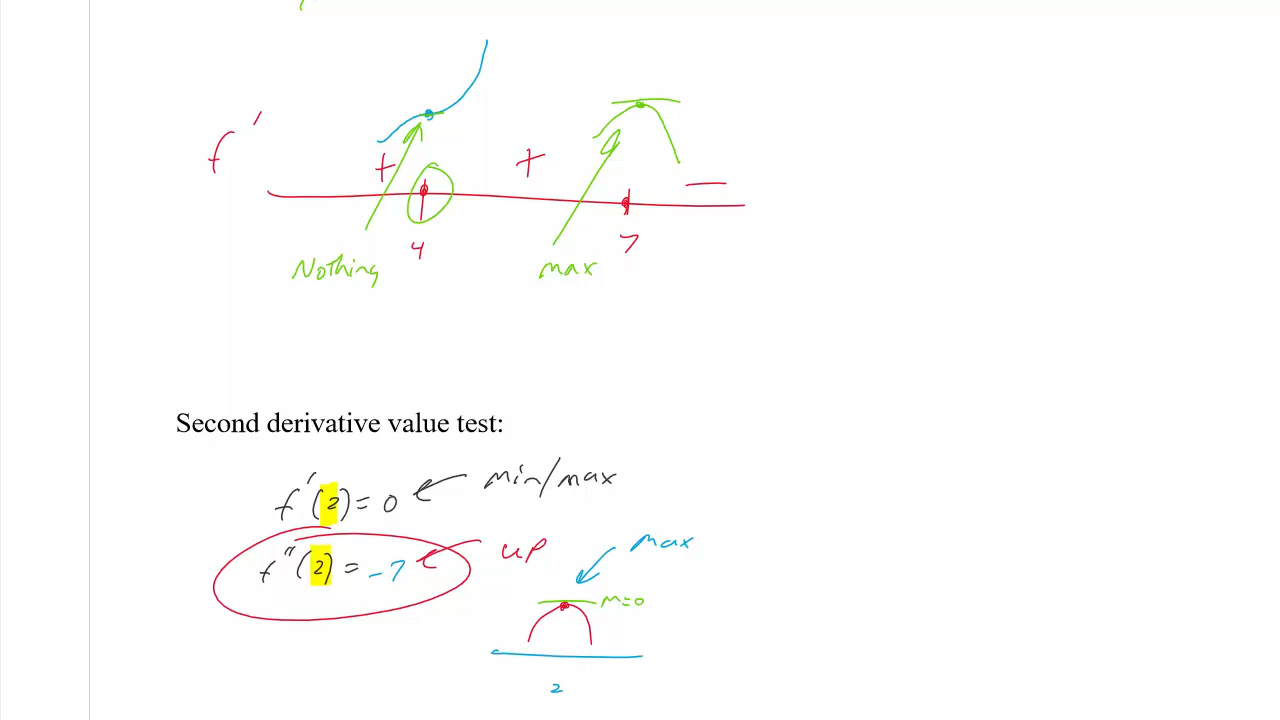 f' + + —
4 7
Nothing max
Second derivative value test:
f'(2) = 0 ← min/max
f''(2) = -7 ← up max
M=0
2